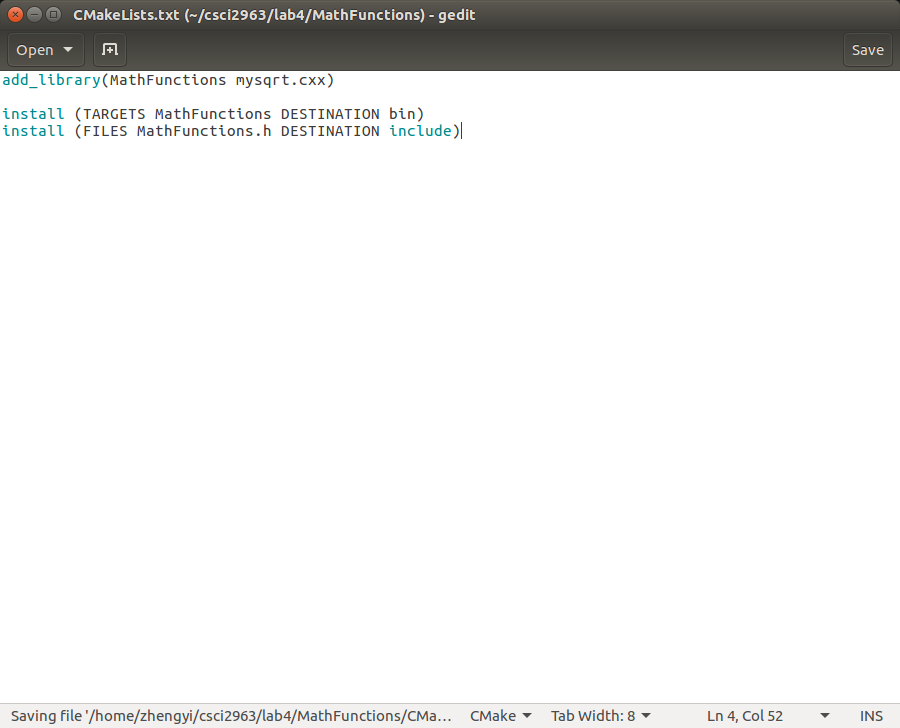 CMakeLists.txt (~/csci2963/lab4/MathFunctions) - gedit
Open
Save
add_library(MathFunctions mysqrt.cxx)
install (TARGETS MathFunctions DESTINATION bin)
install (FILES MathFunctions.h DESTINATION include)
Saving file '/home/zhengyi/csci2963/lab4/MathFunctions/CMa… CMake Tab Width: 8 Ln 4, Col 52 INS